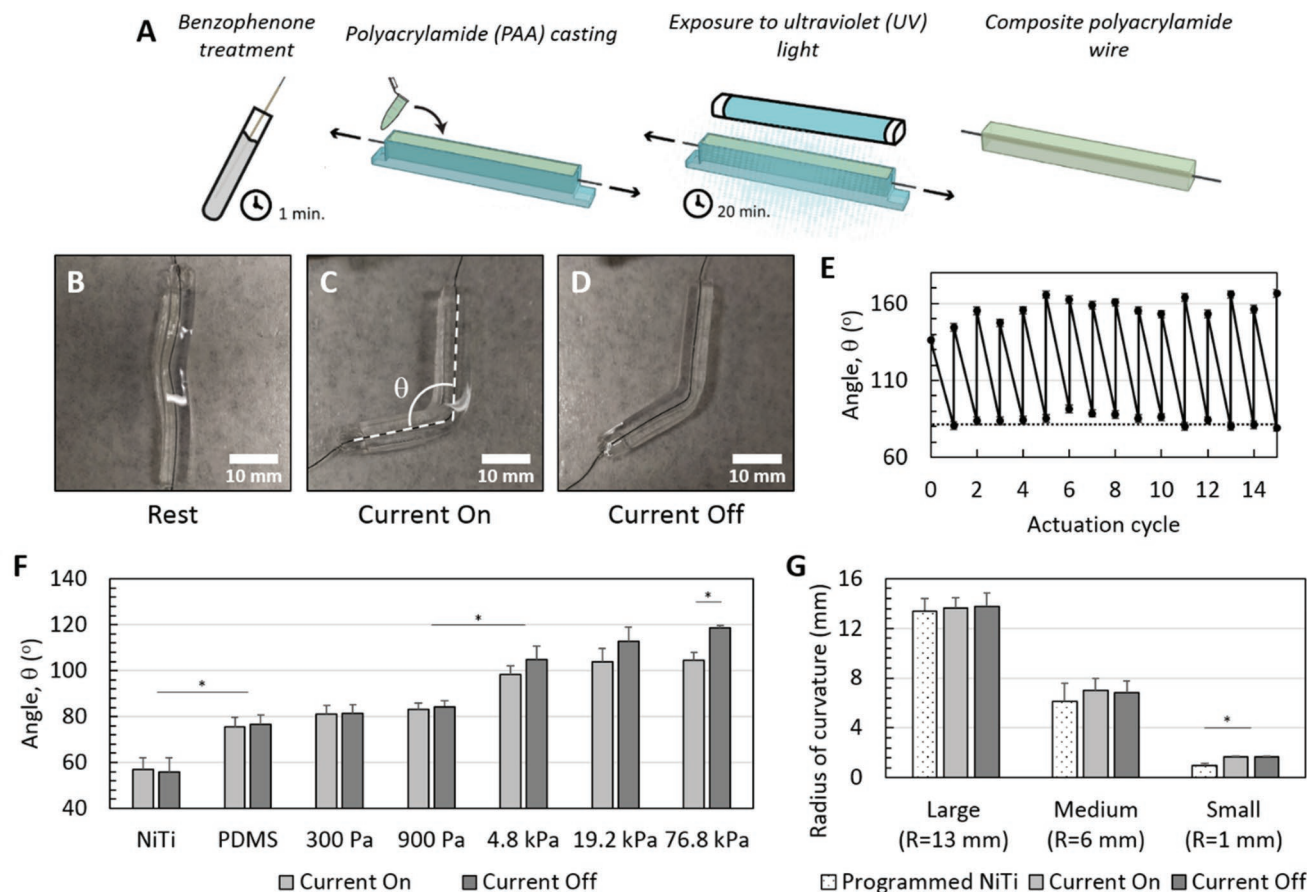 A
Benzophenone
treatment
Polyacrylamide (PAA) casting
Exposure to ultraviolet (UV)
light
Composite polyacrylamide
wire
1 min.
20 min.
B
10 mm
Rest
C
θ
10 mm
Current On
D
10 mm
Current Off
E
Angle, θ (º)
160
110
60
0 2 4 6 8 10 12 14
Actuation cycle
F
Angle, θ (º)
140
120
100
80
60
40
*
*
*
NiTi PDMS 300 Pa 900 Pa 4.8 kPa 19.2 kPa 76.8 kPa
Current On Current Off
G
Radius of curvature (mm)
16
12
8
4
0
*
Large Medium Small
(R=13 mm) (R=6 mm) (R=1 mm)
Programmed NiTi Current On Current Off